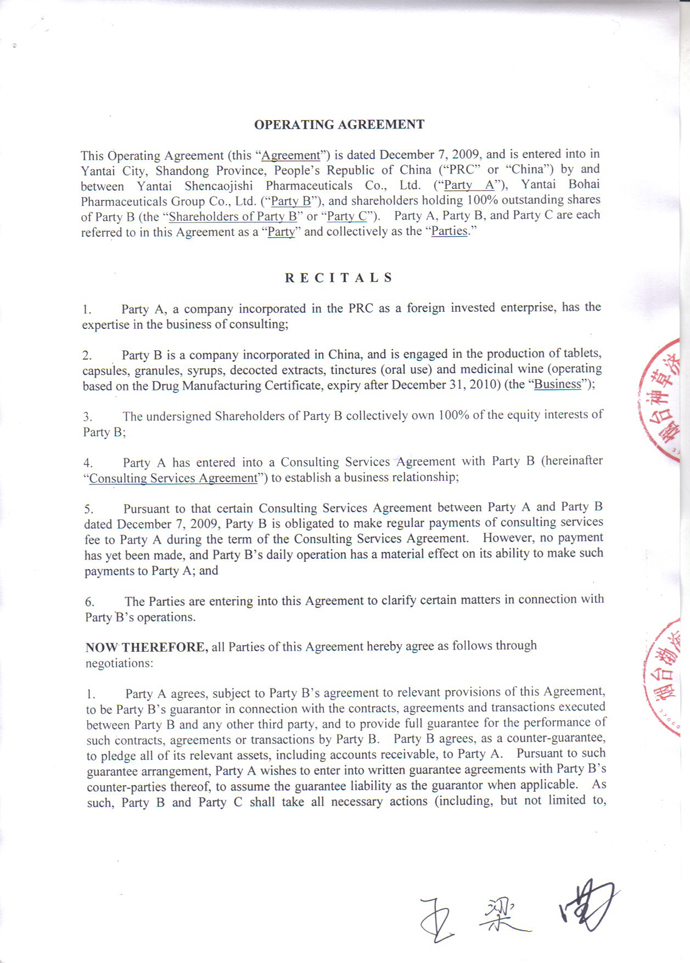 OPERATING AGREEMENT
This Operating Agreement (this “Agreement”) is dated December 7, 2009, and is entered into in
Yantai City, Shandong Province, People's Republic of China (“PRC” or “China”) by and
between Yantai Shencaojishi Pharmaceuticals Co., Ltd. (“Party A”), Yantai Bohai
Pharmaceuticals Group Co., Ltd. (“Party B”), and shareholders holding 100% outstanding shares
of Party B (the “Shareholders of Party B” or “Party C”). Party A, Party B, and Party C are each
referred to in this Agreement as a “Party” and collectively as the “Parties.”
RECITALS
1. Party A, a company incorporated in the PRC as a foreign invested enterprise, has the
expertise in the business of consulting;
2. Party B is a company incorporated in China, and is engaged in the production of tablets,
capsules, granules, syrups, decocted extracts, tinctures (oral use) and medicinal wine (operating
based on the Drug Manufacturing Certificate, expiry after December 31, 2010) (the “Business”);
3. The undersigned Shareholders of Party B collectively own 100% of the equity interests of
Party B;
4. Party A has entered into a Consulting Services Agreement with Party B (hereinafter
“Consulting Services Agreement”) to establish a business relationship;
5. Pursuant to that certain Consulting Services Agreement between Party A and Party B
dated December 7, 2009, Party B is obligated to make regular payments of consulting services
fee to Party A during the term of the Consulting Services Agreement. However, no payment
has yet been made, and Party B's daily operation has a material effect on its ability to make such
payments to Party A; and
6. The Parties are entering into this Agreement to clarify certain matters in connection with
Party B's operations.
NOW THEREFORE, all Parties of this Agreement hereby agree as follows through
negotiations:
1. Party A agrees, subject to Party B's agreement to relevant provisions of this Agreement,
to be Party B's guarantor in connection with the contracts, agreements and transactions executed
between Party B and any other third party, and to provide full guarantee for the performance of
such contracts, agreements or transactions by Party B. Party B agrees, as a counter-guarantee,
to pledge all of its relevant assets, including accounts receivable, to Party A. Pursuant to such
guarantee arrangement, Party A wishes to enter into written guarantee agreements with Party B's
counter-parties thereof, to assume the guarantee liability as the guarantor when applicable. As
such, Party B and Party C shall take all necessary actions (including, but not limited to,
烟台神草济
烟台渤海
王 梁